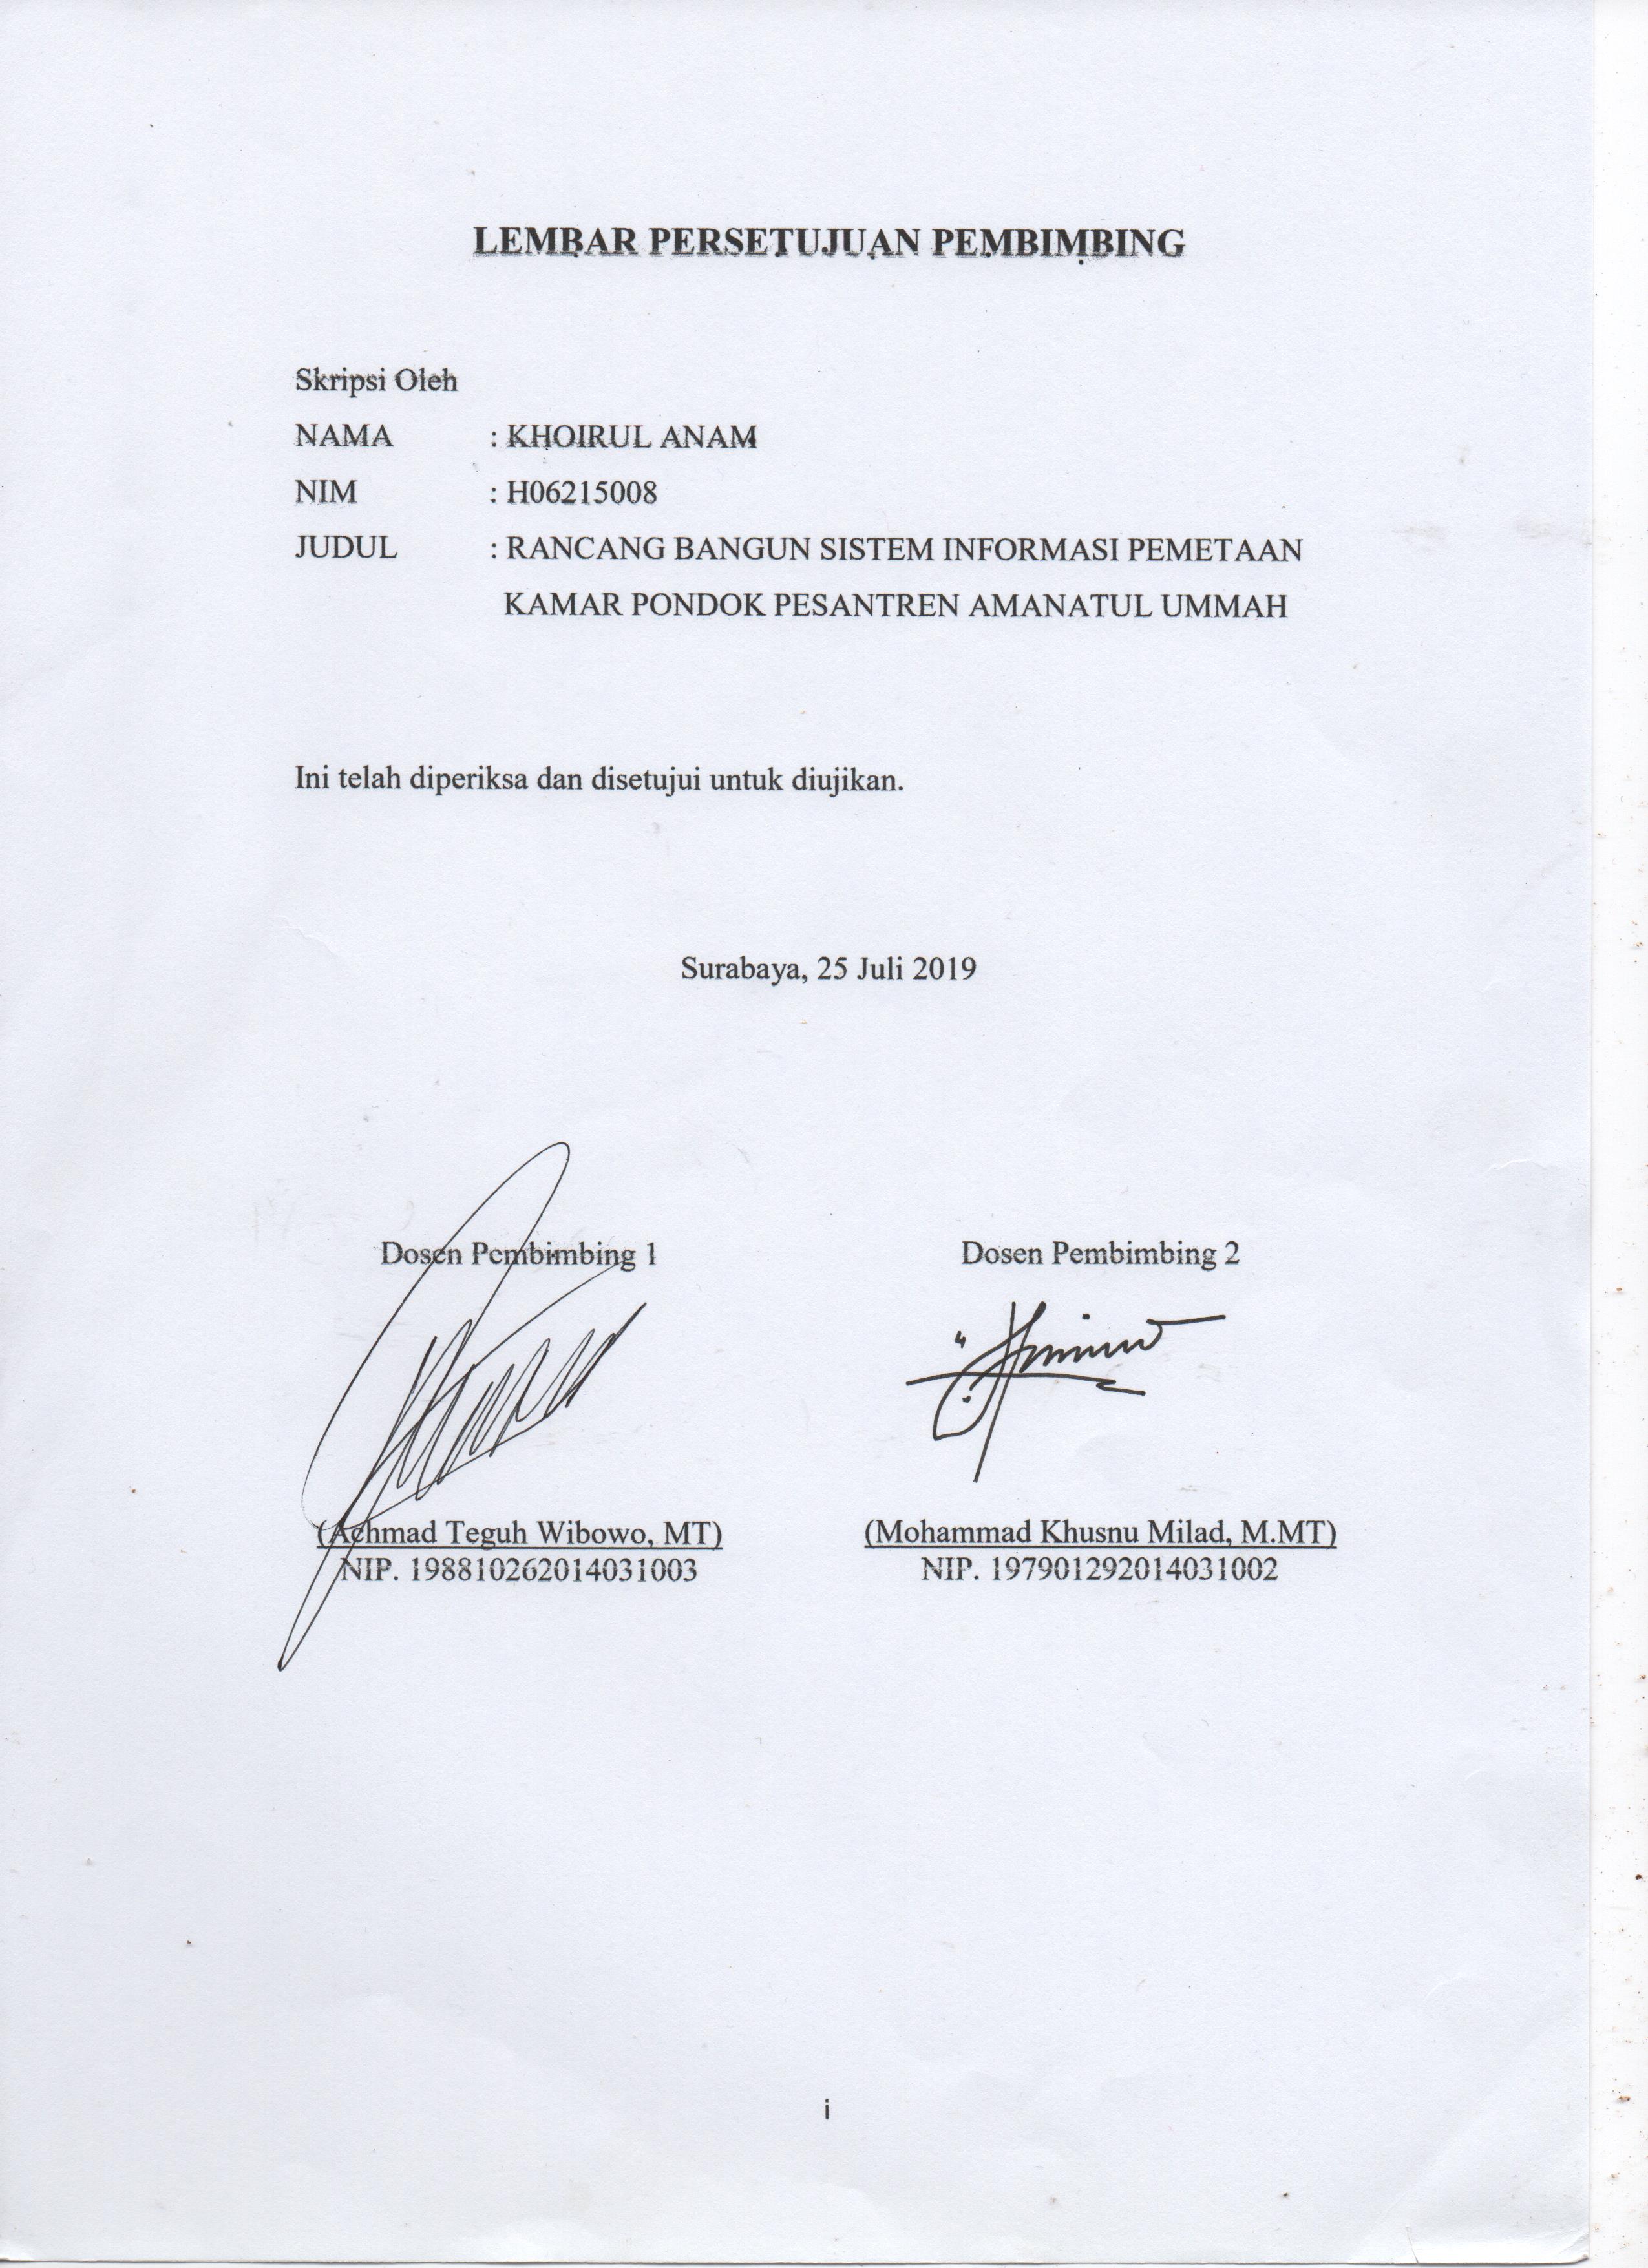 LEMBAR PERSETUJUAN PEMBIMBING
Skripsi Oleh
NAMA : KHOIRUL ANAM
NIM : H06215008
JUDUL : RANCANG BANGUN SISTEM INFORMASI PEMETAAN
KAMAR PONDOK PESANTREN AMANATUL UMMAH
Ini telah diperiksa dan disetujui untuk diujikan.
Surabaya, 25 Juli 2019
Dosen Pembimbing 1 Dosen Pembimbing 2
(Achmad Teguh Wibowo, MT) (Mohammad Khusnu Milad, M.MT)
NIP. 198810262014031003 NIP. 197901292014031002
i